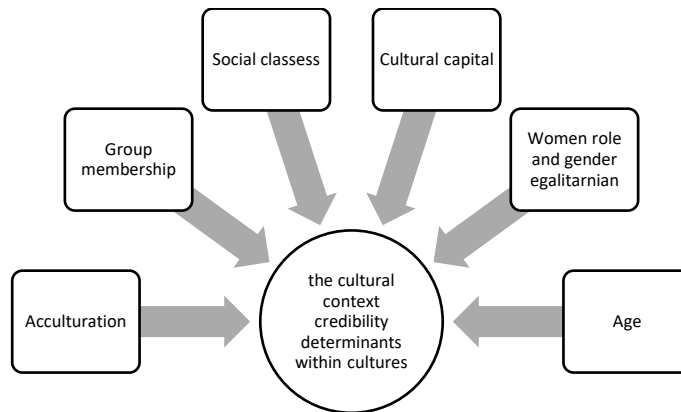 Social classess
Cultural capital
Group
membership
Women role
and gender
egalitarnian
Acculturation
the cultural
context
credibility
determinants
within cultures
Age